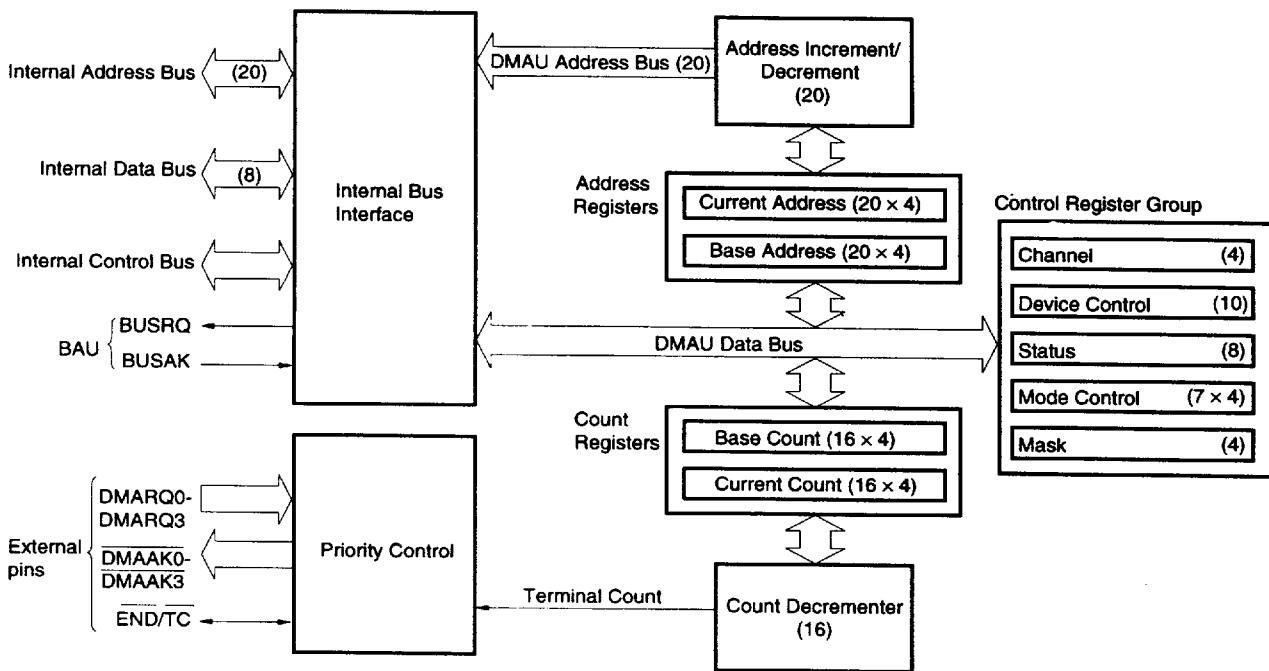 Internal Address Bus
(20)
Internal Data Bus
(8)
Internal Control Bus
BAU
BUSRQ
BUSAK
Internal Bus
Interface
DMAU Address Bus (20)
Address Increment/
Decrement
(20)
Address
Registers
Current Address (20 × 4)
Base Address (20 × 4)
DMAU Data Bus
Control Register Group
Channel (4)
Device Control (10)
Status (8)
Mode Control (7 × 4)
Mask (4)
Count
Registers
Base Count (16 × 4)
Current Count (16 × 4)
External
pins
DMARQ0-
DMARQ3
DMAAK0-
DMAAK3
END/TC
Priority Control
Terminal Count
Count Decrementer
(16)